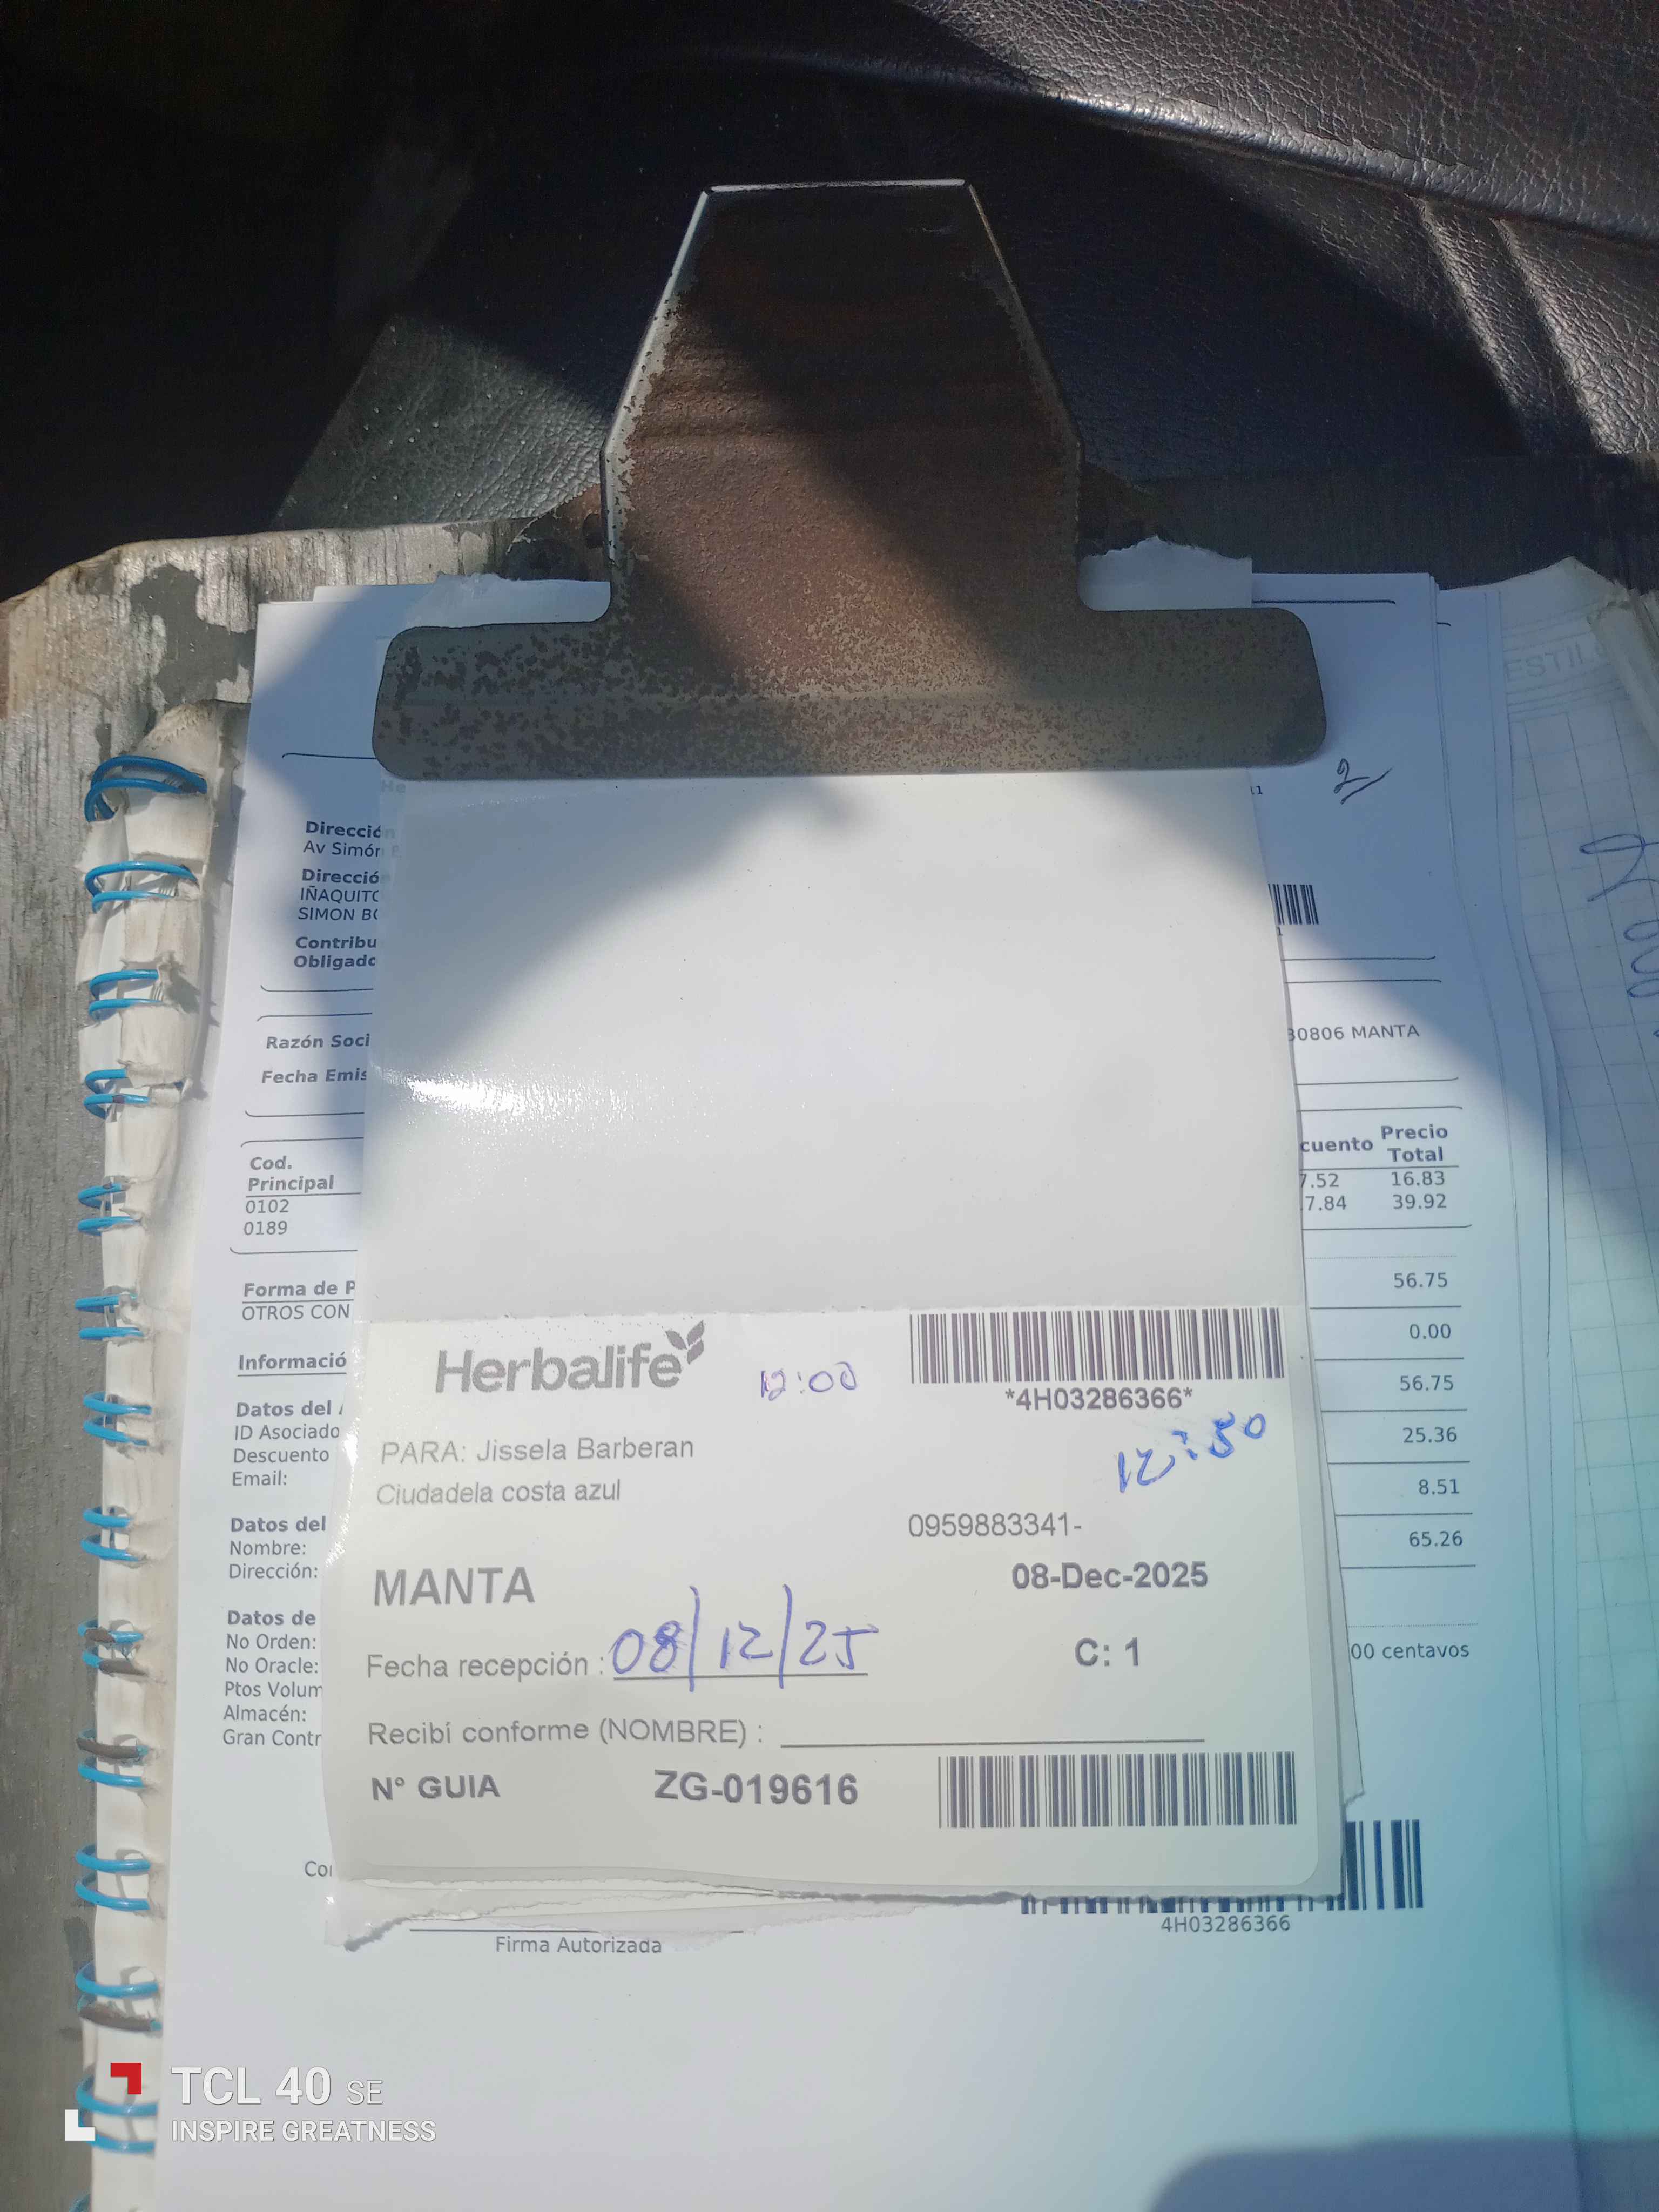 2
11
Dirección
Av Simón
Dirección
IÑAQUITO
SIMON BO
Contribu
Obligado
1
Razón Soci
30806 MANTA
Fecha Emis
Cod.
Principal
cuento
Precio
Total
0102
7.52 16.83
0189
7.84 39.92
Forma de P
OTROS CON
56.75
0.00
Informació
56.75
Datos del
ID Asociado
25.36
Descuento
Email:
8.51
Datos del
Nombre:
65.26
Dirección:
Datos de
No Orden:
No Oracle:
00 centavos
Ptos Volum
Almacén:
Gran Contr
Herbalife
12:00
*4H03286366*
12:50
PARA: Jissela Barberan
Ciudadela costa azul
0959883341-
MANTA
08-Dec-2025
Fecha recepción : 08/12/25
C: 1
Recibí conforme (NOMBRE) :
N° GUIA ZG-019616
Cor
4H03286366
Firma Autorizada
TCL 40 SE
INSPIRE GREATNESS